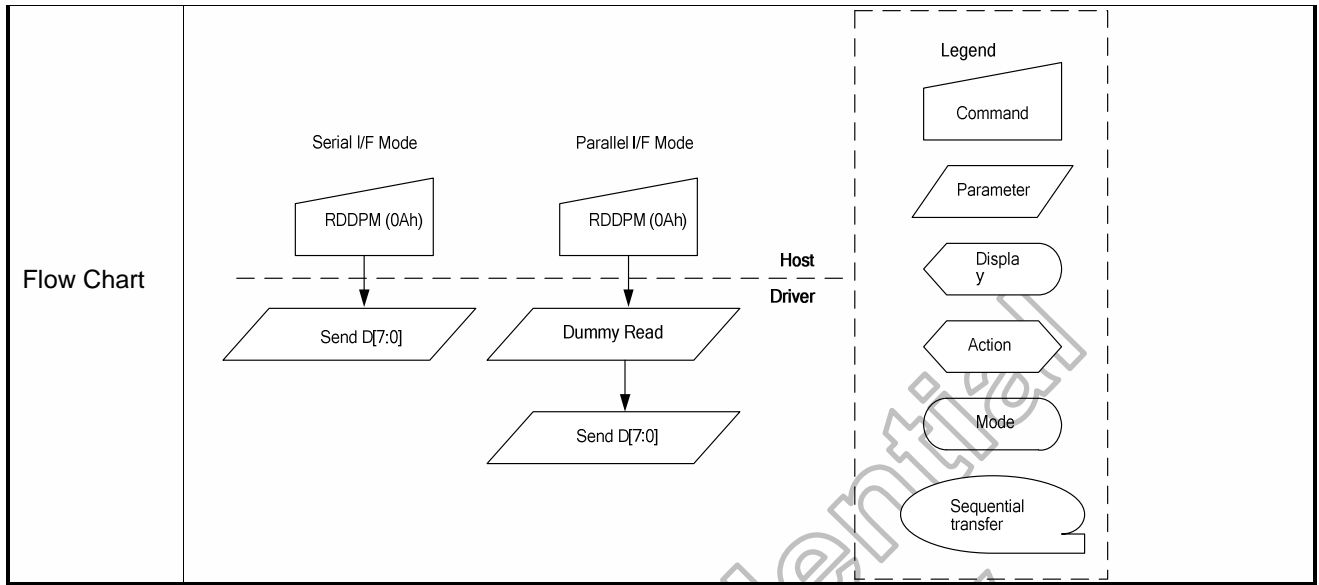 Flow Chart
Serial I/F Mode
Parallel I/F Mode
RDDPM (0Ah)
RDDPM (0Ah)
Host
Driver
Send D[7:0]
Dummy Read
Send D[7:0]
Legend
Command
Parameter
Displa
y
Action
Mode
Sequential
transfer